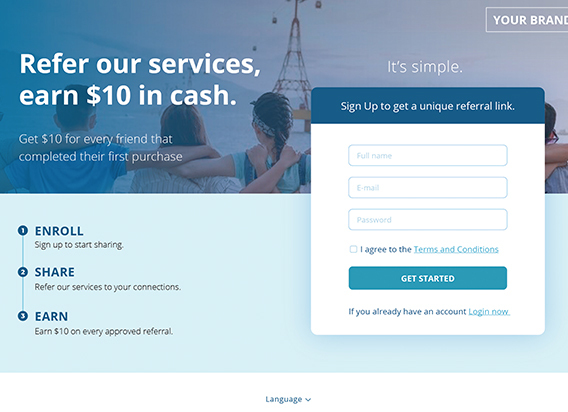 YOUR BRAND
Refer our services,
earn $10 in cash.
Get $10 for every friend that
completed their first purchase
It's simple.
Sign Up to get a unique referral link.
Full name
E-mail
Password
I agree to the Terms and Conditions
GET STARTED
If you already have an account Login now
1 ENROLL
Sign up to start sharing.
2 SHARE
Refer our services to your connections.
3 EARN
Earn $10 on every approved referral.
Language